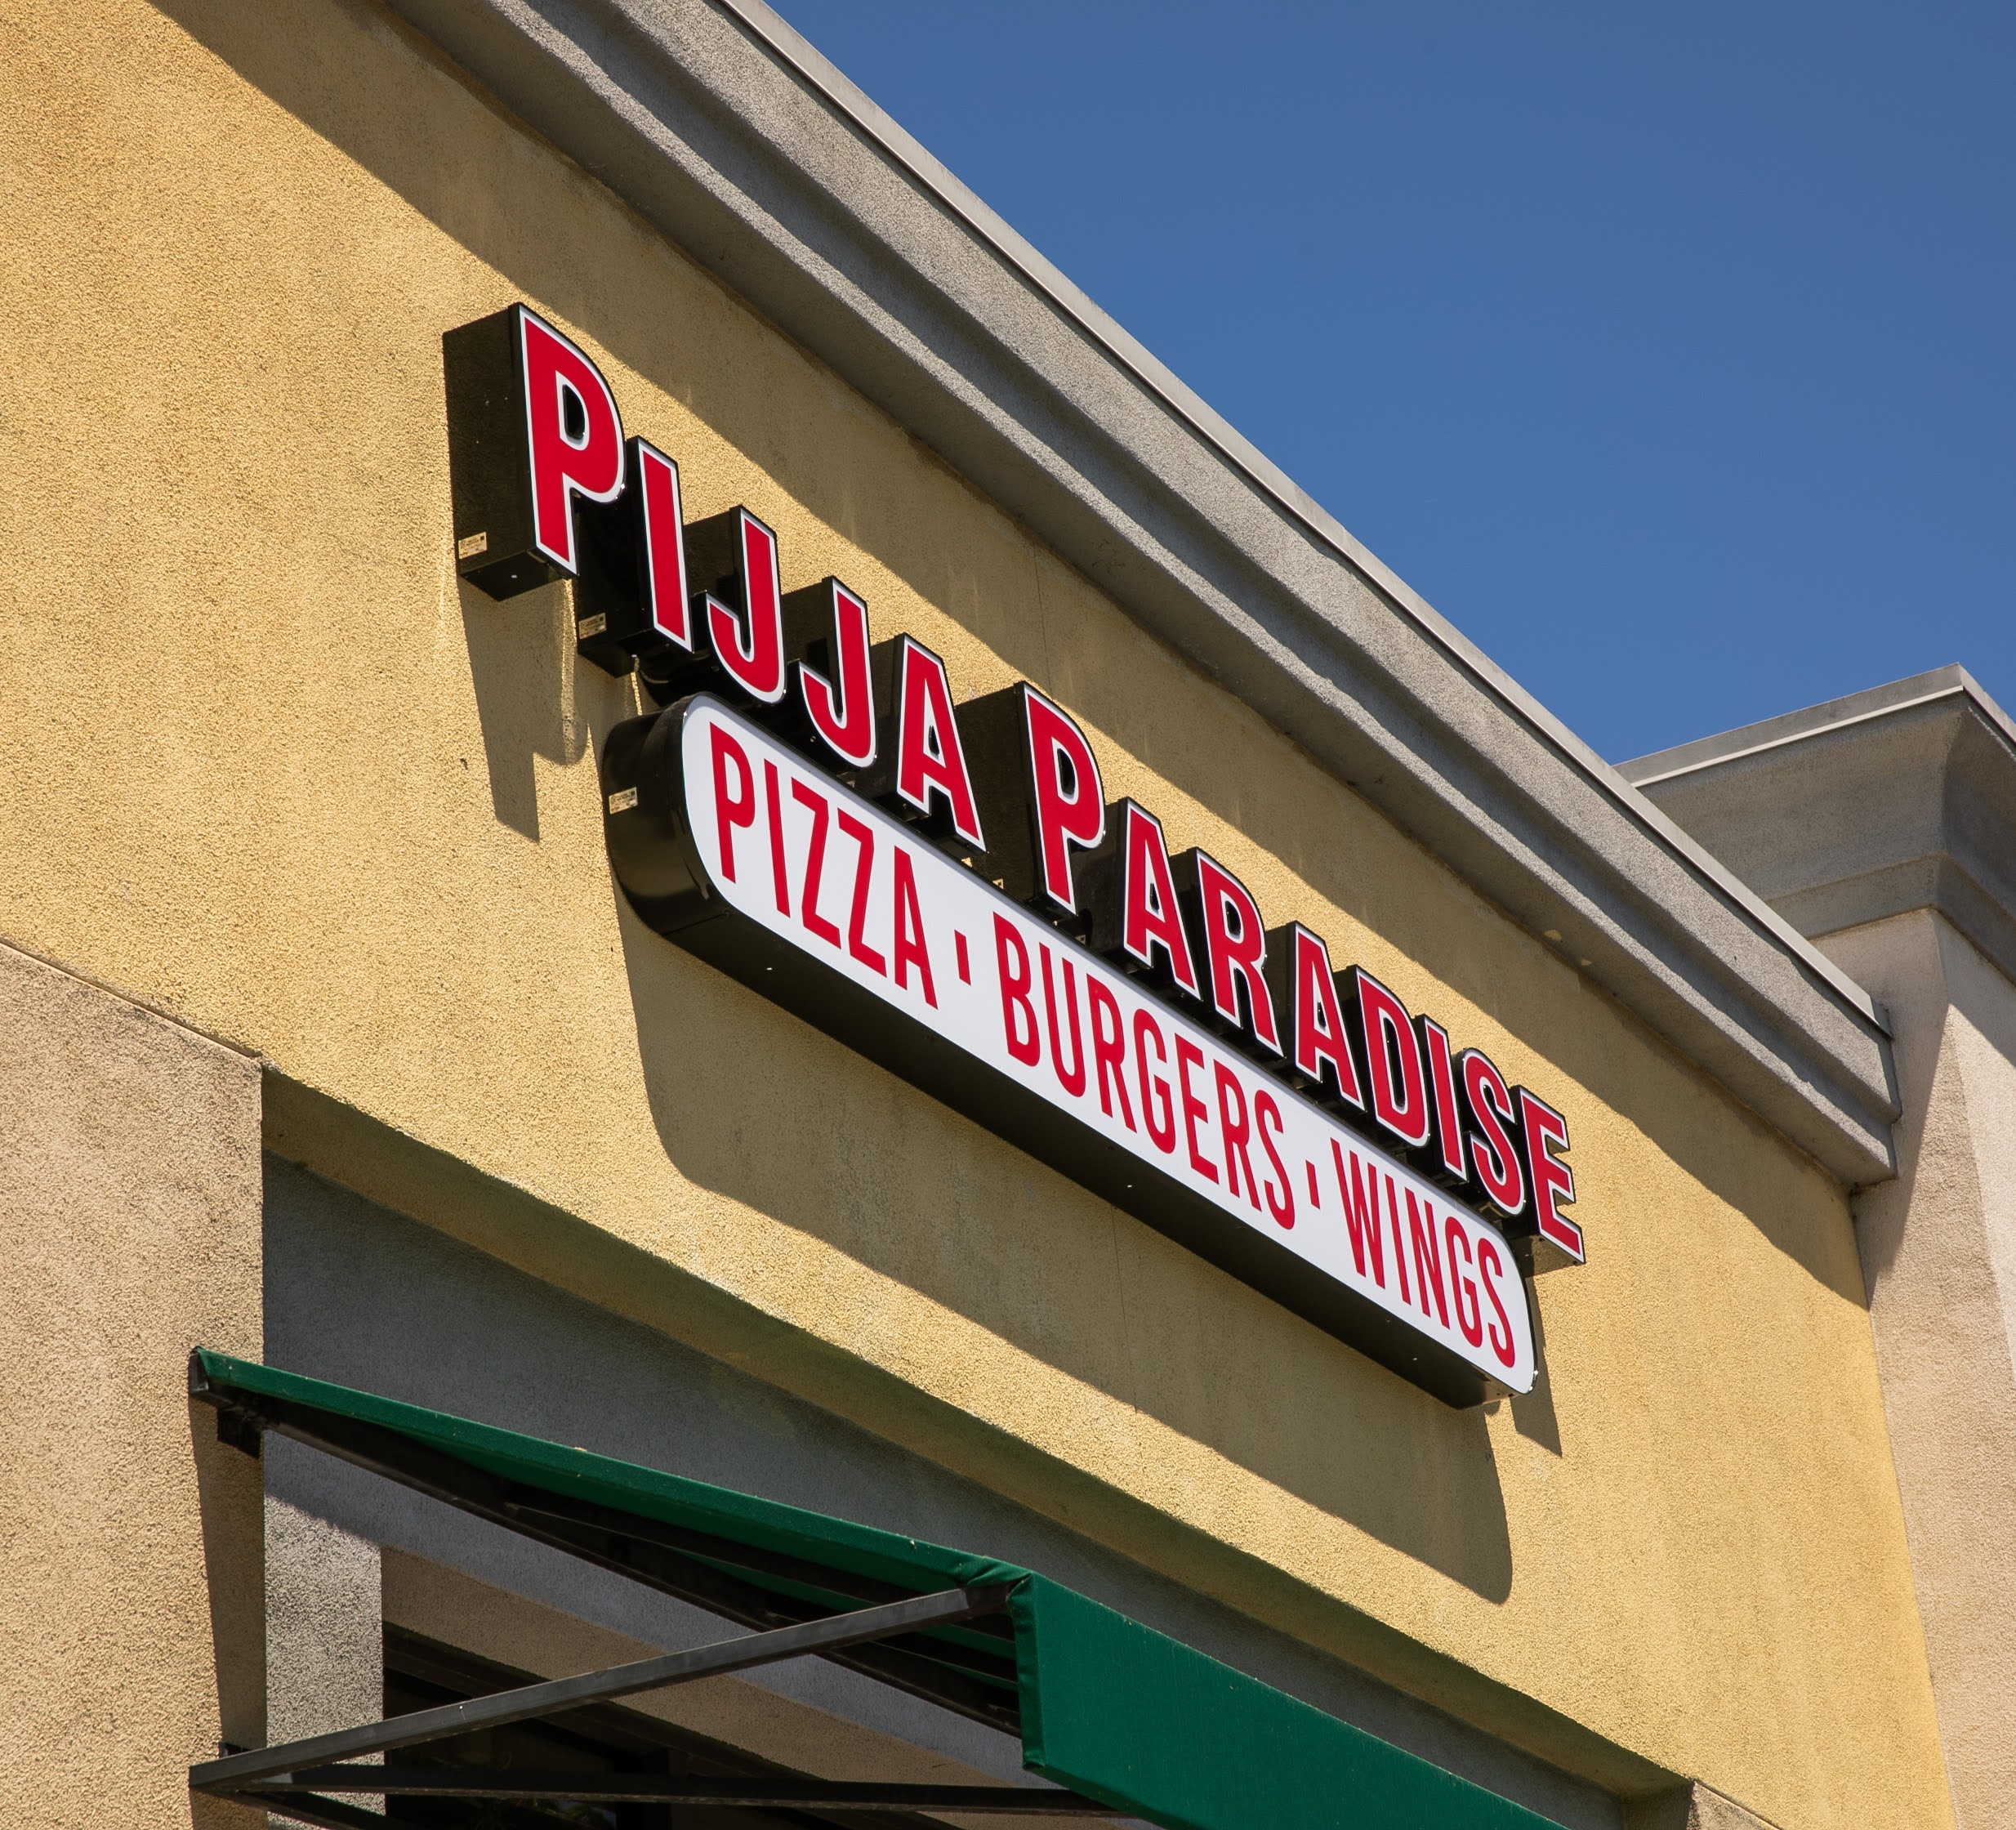 PIJJA PARADISE
PIZZA · BURGERS · WINGS